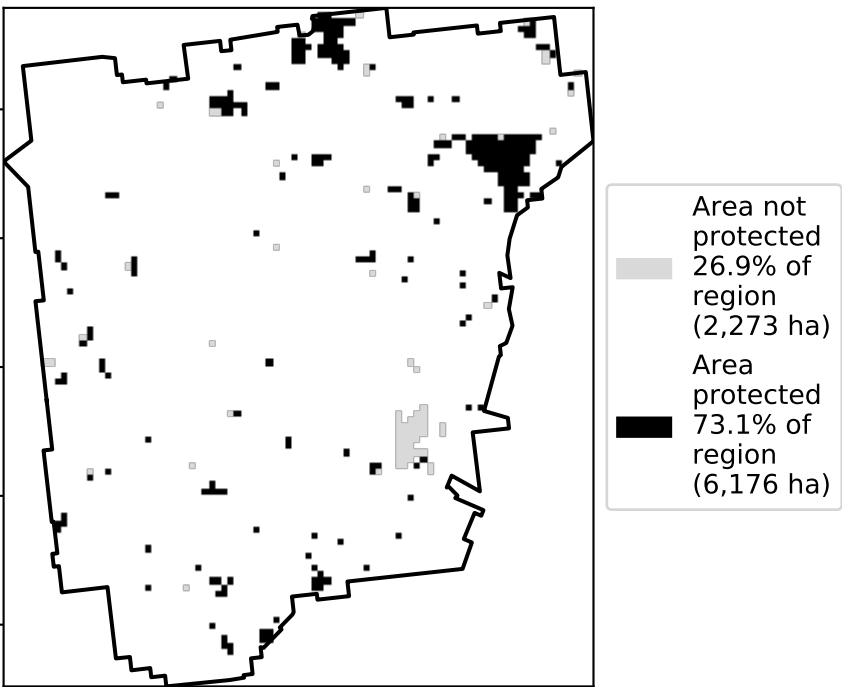 Area not
protected
26.9% of
region
(2,273 ha)
Area
protected
73.1% of
region
(6,176 ha)